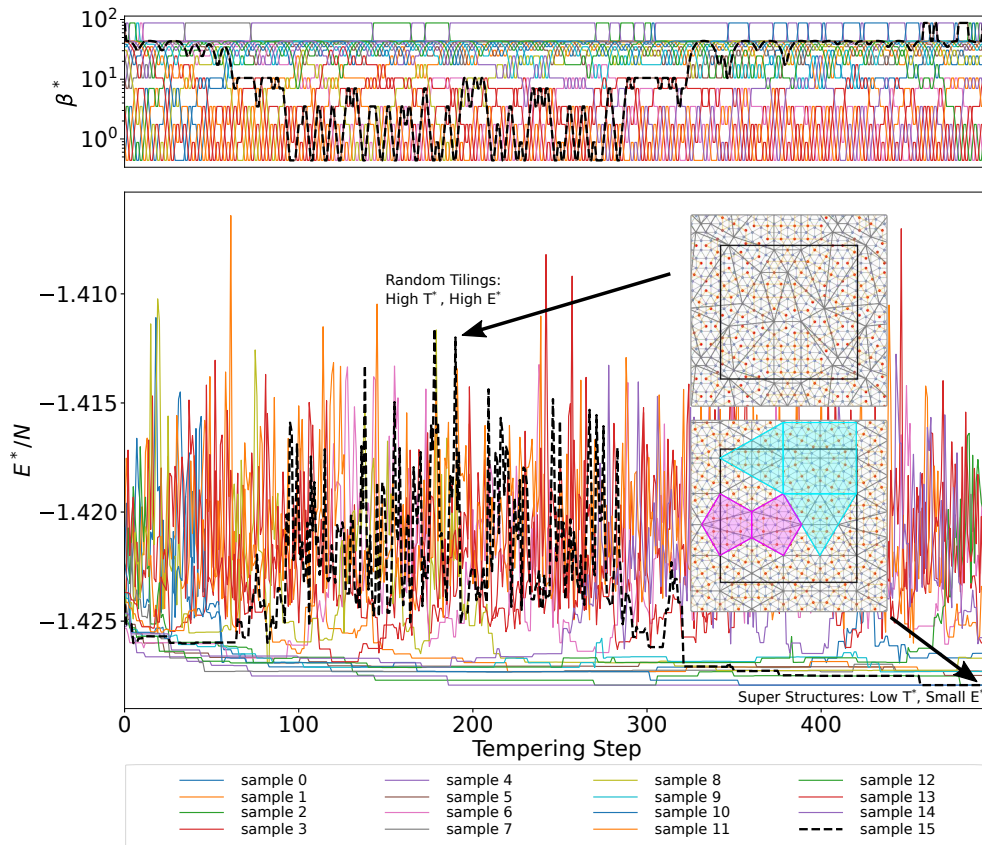 10²
10¹
10⁰
β*
Random Tilings:
High T*, High E*
−1.410
−1.415
−1.420
−1.425
E*/N
Super Structures: Low T*, Small E*
0 100 200 300 400
Tempering Step
sample 0 sample 4 sample 8 sample 12
sample 1 sample 5 sample 9 sample 13
sample 2 sample 6 sample 10 sample 14
sample 3 sample 7 sample 11 sample 15